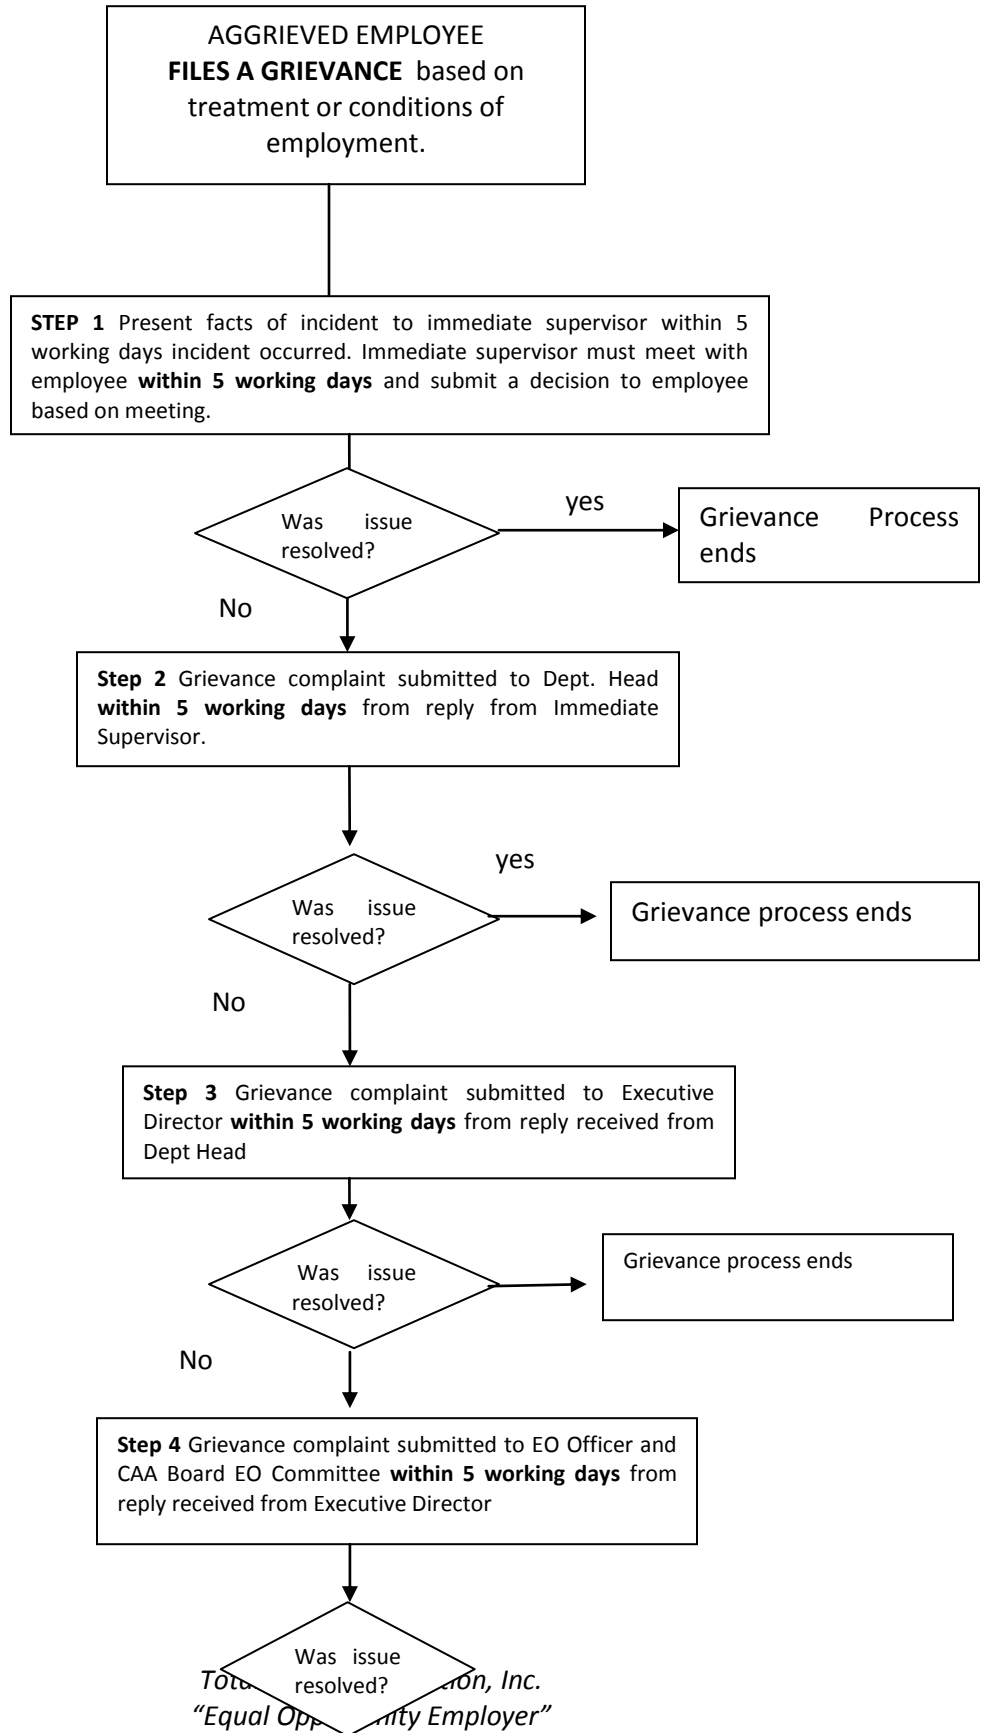 AGGRIEVED EMPLOYEE
FILES A GRIEVANCE based on
treatment or conditions of
employment.
STEP 1 Present facts of incident to immediate supervisor within 5
working days incident occurred. Immediate supervisor must meet with
employee within 5 working days and submit a decision to employee
based on meeting.
Was issue
resolved?
yes
Grievance Process
ends
No
Step 2 Grievance complaint submitted to Dept. Head
within 5 working days from reply from Immediate
Supervisor.
Was issue
resolved?
yes
Grievance process ends
No
Step 3 Grievance complaint submitted to Executive
Director within 5 working days from reply received from
Dept Head
Was issue
resolved?
Grievance process ends
No
Step 4 Grievance complaint submitted to EO Officer and
CAA Board EO Committee within 5 working days from
reply received from Executive Director
Was issue
resolved?
Inc.
Employer”